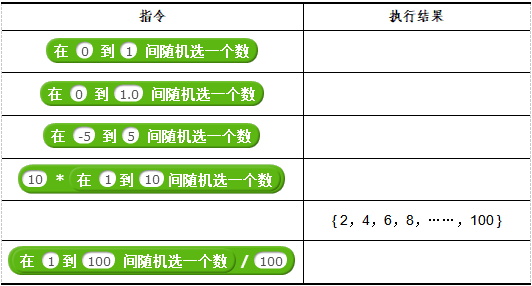 指令 执行结果
在 0 到 1 间随机选一个数
在 0 到 1.0 间随机选一个数
在 -5 到 5 间随机选一个数
10 * 在 1 到 10 间随机选一个数
{ 2，4，6，8，……，100 }
在 1 到 100 间随机选一个数 / 100